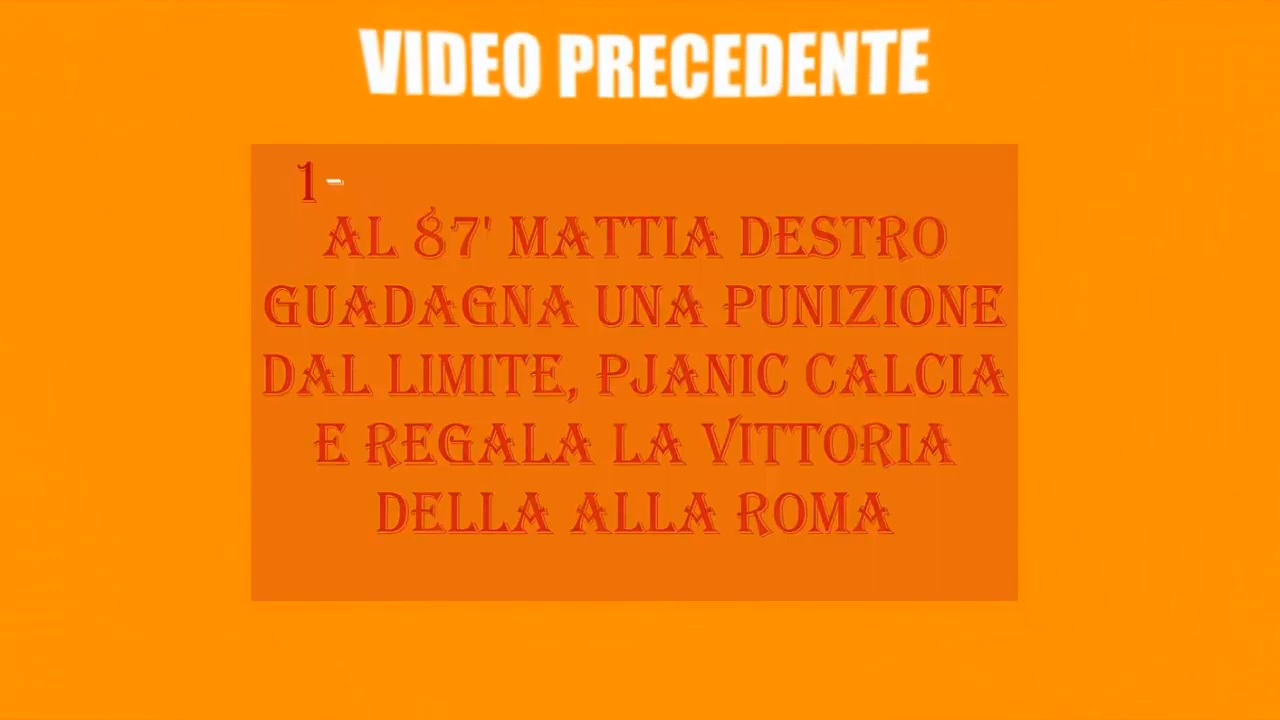 VIDEO PRECEDENTE
1-
AL 87' MATTIA DESTRO
GUADAGNA UNA PUNIZIONE
DAL LIMITE, PJANIC CALCIA
E REGALA LA VITTORIA
DELLA ALLA ROMA